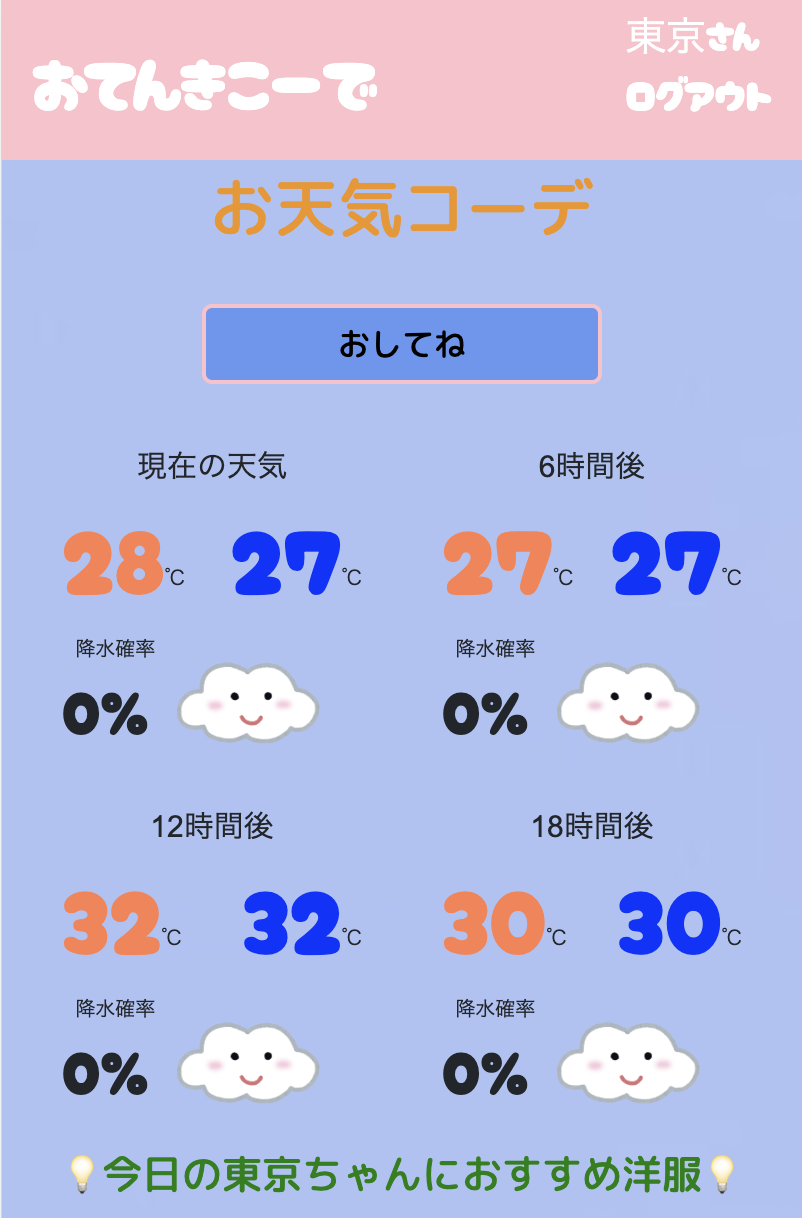 おてんきこーで
東京さん
ログアウト
お天気コーデ
おしてね
現在の天気
28℃ 27℃
降水確率
0%
6時間後
27℃ 27℃
降水確率
0%
12時間後
32℃ 32℃
降水確率
0%
18時間後
30℃ 30℃
降水確率
0%
💡今日の東京ちゃんにおすすめ洋服💡